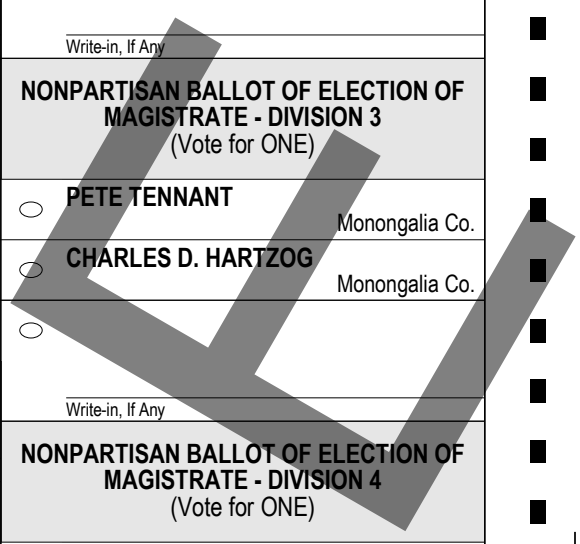 Write-in, If Any
NONPARTISAN BALLOT OF ELECTION OF
MAGISTRATE - DIVISION 3
(Vote for ONE)
PETE TENNANT
Monongalia Co.
CHARLES D. HARTZOG
Monongalia Co.
Write-in, If Any
NONPARTISAN BALLOT OF ELECTION OF
MAGISTRATE - DIVISION 4
(Vote for ONE)